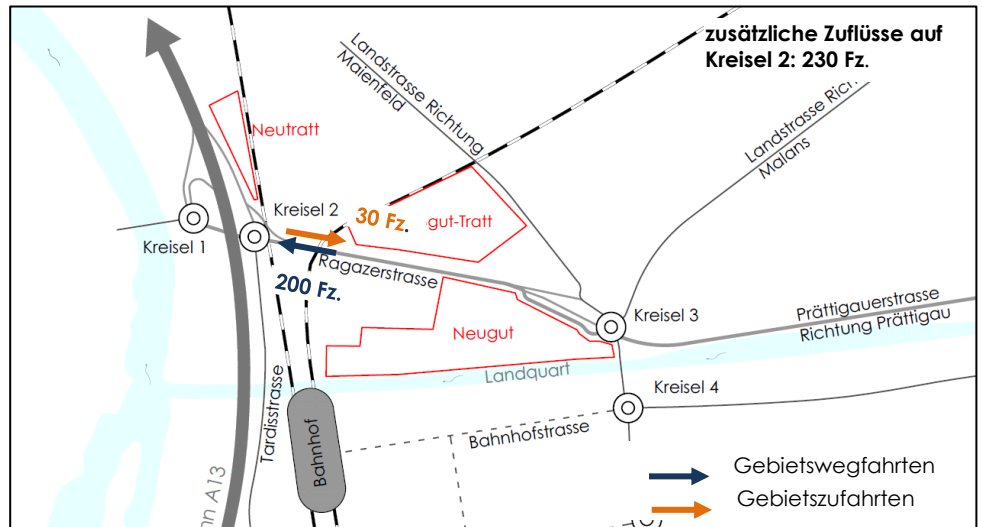 zusätzliche Zuflüsse auf
Kreisel 2: 230 Fz.
Landstrasse Richtung
Maienfeld
Landstrasse
Malans
Neutratt
Kreisel 2
30 Fz.
gut-Tratt
Kreisel 1
Ragazerstrasse
200 Fz.
Kreisel 3
Prättigauerstrasse
Richtung Prättigau
Neugut
Landquart
Kreisel 4
Tardisstrasse
Bahnhof
Bahnhofstrasse
A13
Gebietswegfahrten
Gebietszufahrten